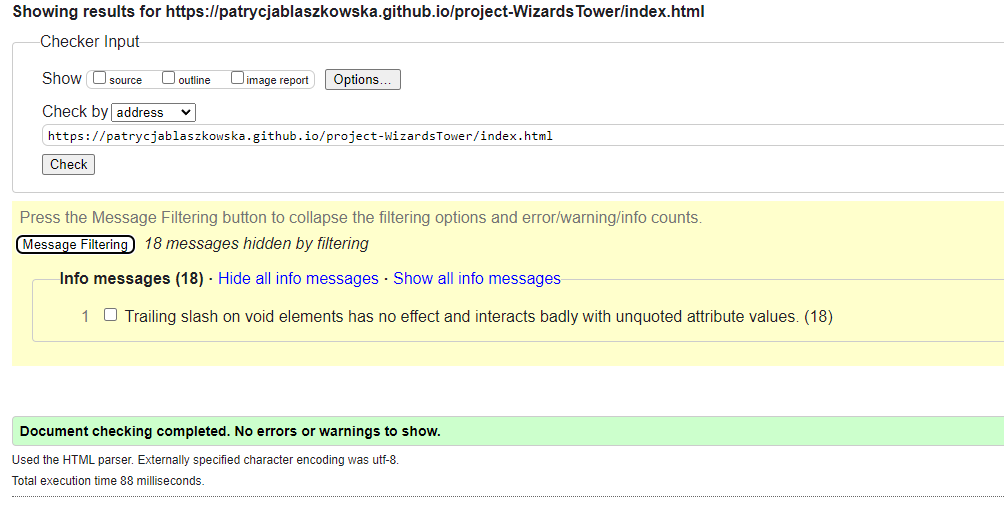 Showing results for https://patrycjablaszkowska.github.io/project-WizardsTower/index.html
Checker Input
Show source outline image report Options...
Check by address
https://patrycjablaszkowska.github.io/project-WizardsTower/index.html
Check
Press the Message Filtering button to collapse the filtering options and error/warning/info counts.
Message Filtering 18 messages hidden by filtering
Info messages (18) · Hide all info messages · Show all info messages
1 Trailing slash on void elements has no effect and interacts badly with unquoted attribute values. (18)
Document checking completed. No errors or warnings to show.
Used the HTML parser. Externally specified character encoding was utf-8.
Total execution time 88 milliseconds.